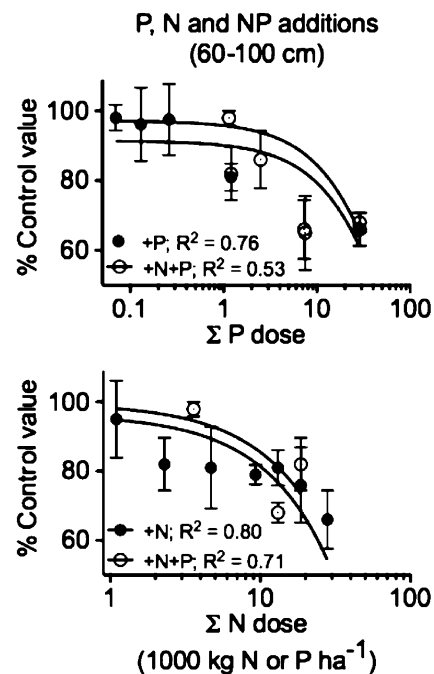 P, N and NP additions
(60-100 cm)
100
80
60
% Control value
+P; R² = 0.76
+N+P; R² = 0.53
0.1 1 10 100
Σ P dose
100
80
60
% Control value
+N; R² = 0.80
+N+P; R² = 0.71
1 10 100
Σ N dose
(1000 kg N or P ha⁻¹)